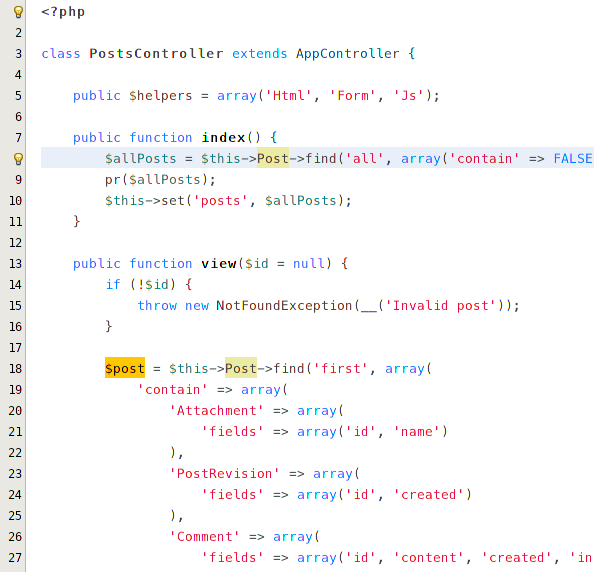 <?php
2
3 class PostsController extends AppController {
4
5 public $helpers = array('Html', 'Form', 'Js');
6
7 public function index() {
$allPosts = $this->Post->find('all', array('contain' => FALSE
9 pr($allPosts);
10 $this->set('posts', $allPosts);
11 }
12
13 public function view($id = null) {
14 if (!$id) {
15 throw new NotFoundException(__('Invalid post'));
16 }
17
18 $post = $this->Post->find('first', array(
19 'contain' => array(
20 'Attachment' => array(
21 'fields' => array('id', 'name')
22 ),
23 'PostRevision' => array(
24 'fields' => array('id', 'created')
25 ),
26 'Comment' => array(
27 'fields' => array('id', 'content', 'created', 'in